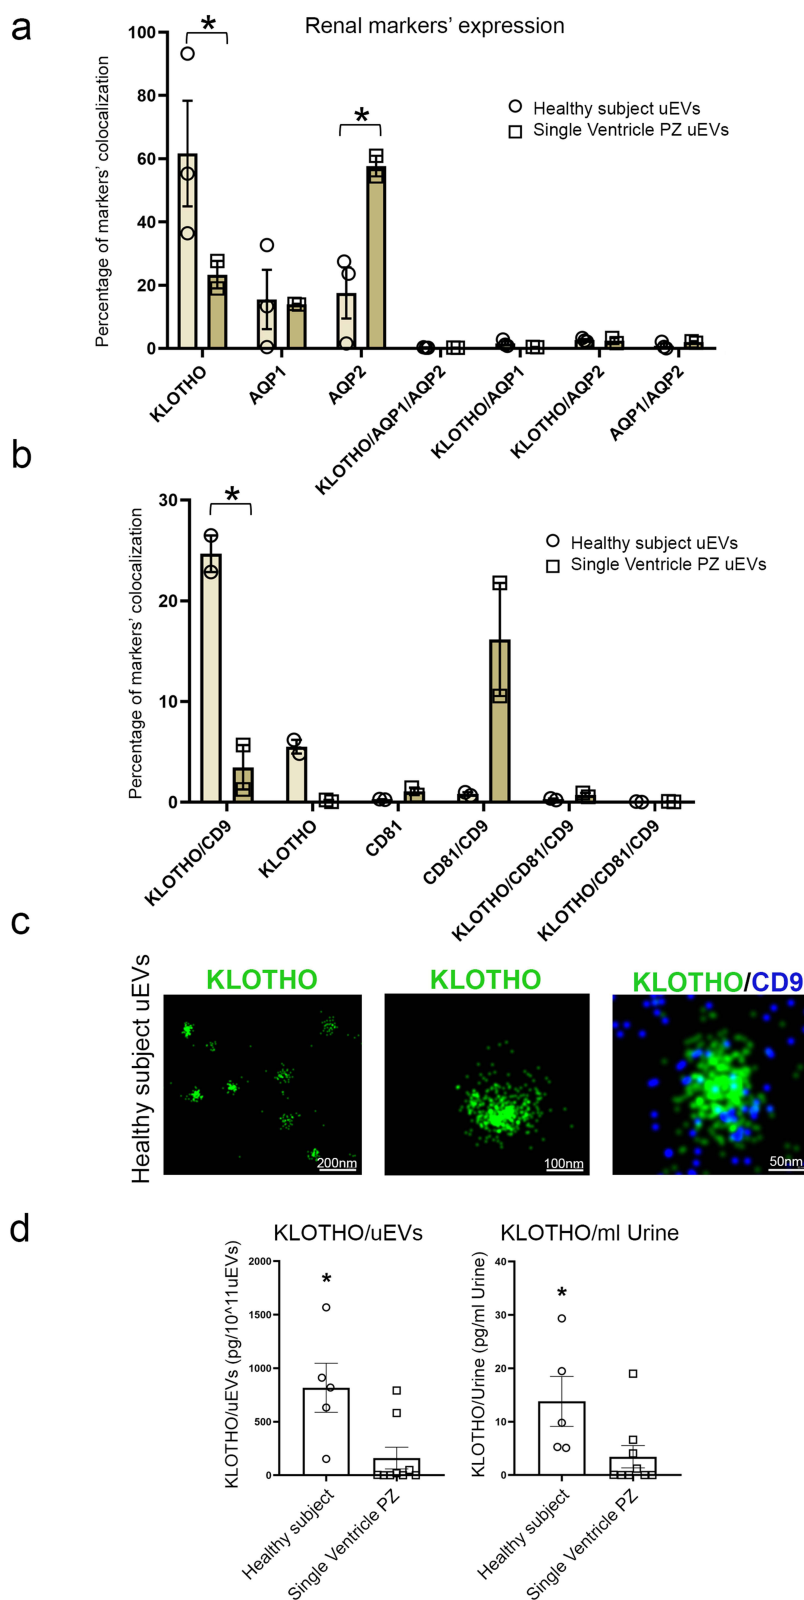 a
Renal markers' expression
*
*
Percentage of markers' colocalization
100
80
60
40
20
0
Healthy subject uEVs
Single Ventricle PZ uEVs
KLOTHO
AQP1
AQP2
KLOTHO/AQP1/AQP2
KLOTHO/AQP1
KLOTHO/AQP2
AQP1/AQP2
b
*
Percentage of markers' colocalization
30
20
10
0
Healthy subject uEVs
Single Ventricle PZ uEVs
KLOTHO/CD9
KLOTHO
CD81
CD81/CD9
KLOTHO/CD81/CD9
KLOTHO/CD81/CD9
c
Healthy subject uEVs
KLOTHO
KLOTHO
KLOTHO/CD9
200nm
100nm
50nm
d
KLOTHO/uEVs
KLOTHO/uEVs (pg/10^11uEVs)
2000
1500
1000
500
0
*
Healthy subject
Single Ventricle PZ
KLOTHO/ml Urine
KLOTHO/Urine (pg/ml Urine)
40
30
20
10
0
*
Healthy subject
Single Ventricle PZ